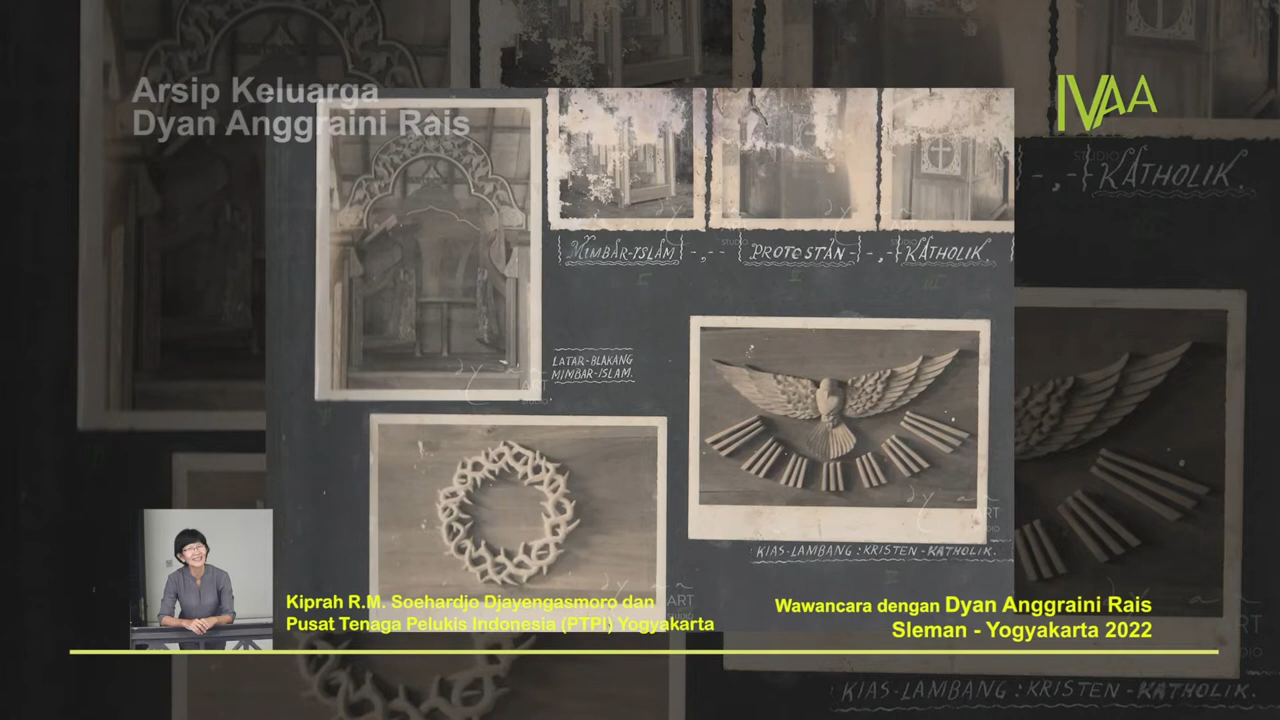 Arsip Keluarga
Dyan Anggraini Rais
IVAA
MIMBAR-ISLAM
PROTOSTAN
KATHOLIK.
KATHOLIK.
LATAR-BLAKANG
MIMBAR-ISLAM.
KIAS-LAMBANG : KRISTEN-KATHOLIK.
Kiprah R.M. Soehardjo Djayengasmoro dan
Pusat Tenaga Pelukis Indonesia (PTPI) Yogyakarta
Wawancara dengan Dyan Anggraini Rais
Sleman - Yogyakarta 2022
KIAS-LAMBANG : KRISTEN-KATHOLIK.